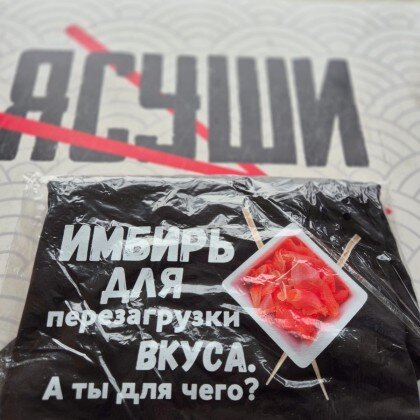 ЯСУШИ
ИМБИРЬ
ДЛЯ
перезагрузки
ВКУСА.
А ты для чего?